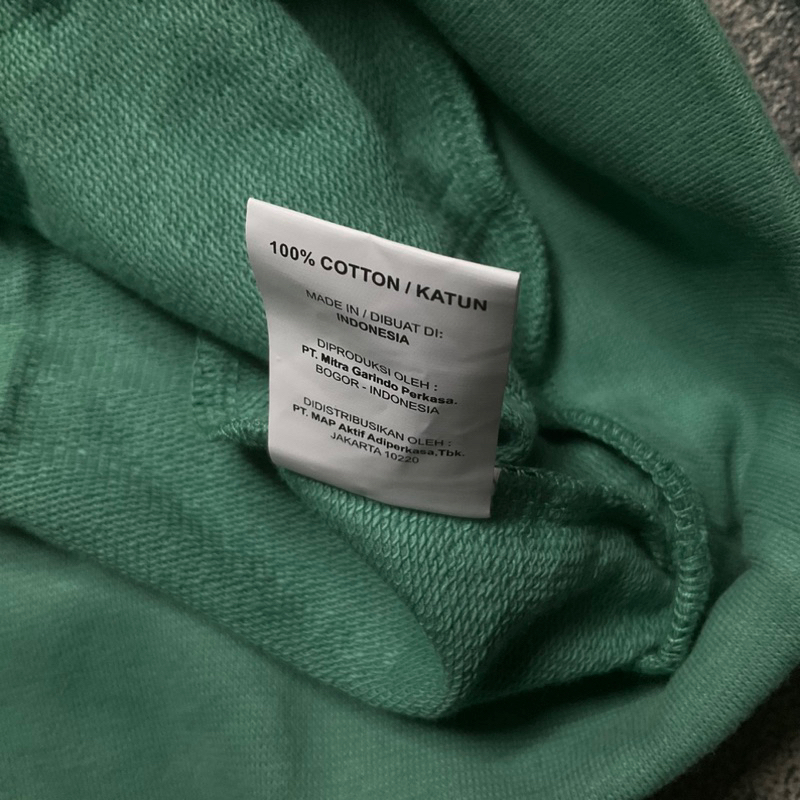 100% COTTON / KATUN
MADE IN / DIBUAT DI:
INDONESIA
DIPRODUKSI OLEH :
PT. Mitra Garindo Perkasa.
BOGOR - INDONESIA
DIDISTRIBUSIKAN OLEH :
PT. MAP Aktif Adiperkasa,Tbk.
JAKARTA 10220